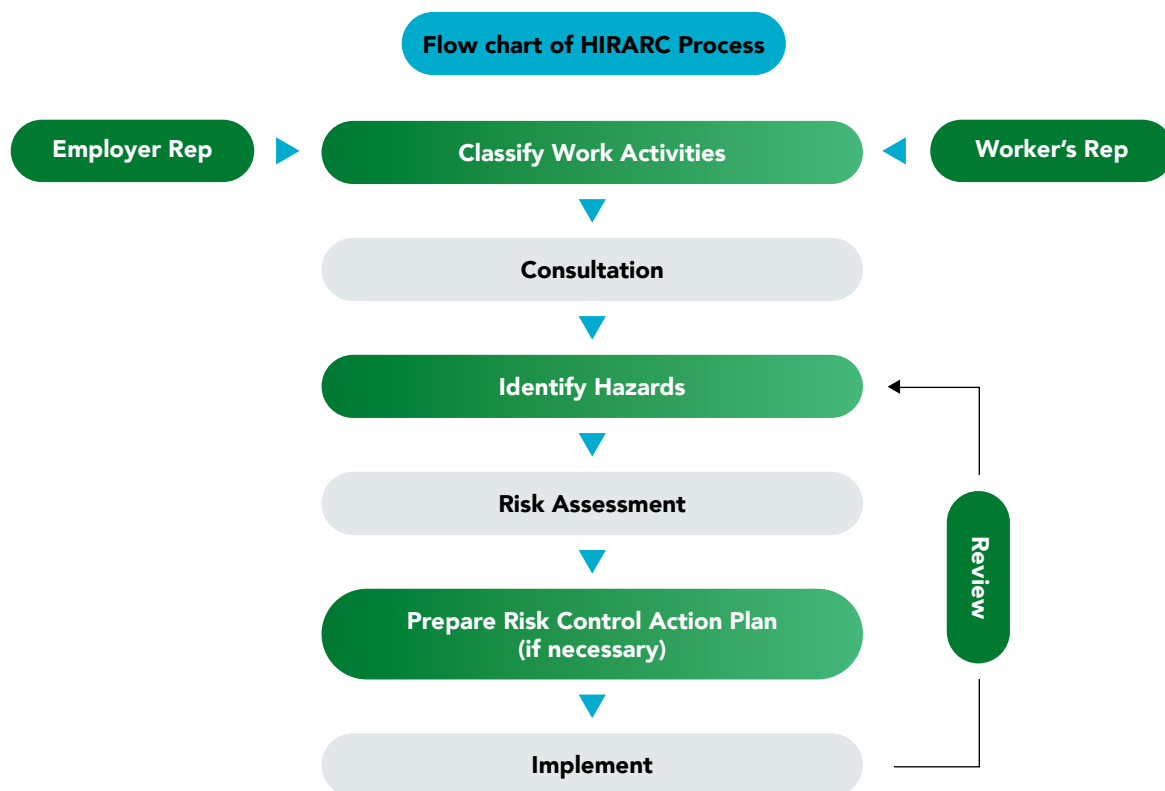 Flow chart of HIRARC Process
Employer Rep
Classify Work Activities
Worker's Rep
Consultation
Identify Hazards
Risk Assessment
Review
Prepare Risk Control Action Plan
(if necessary)
Implement